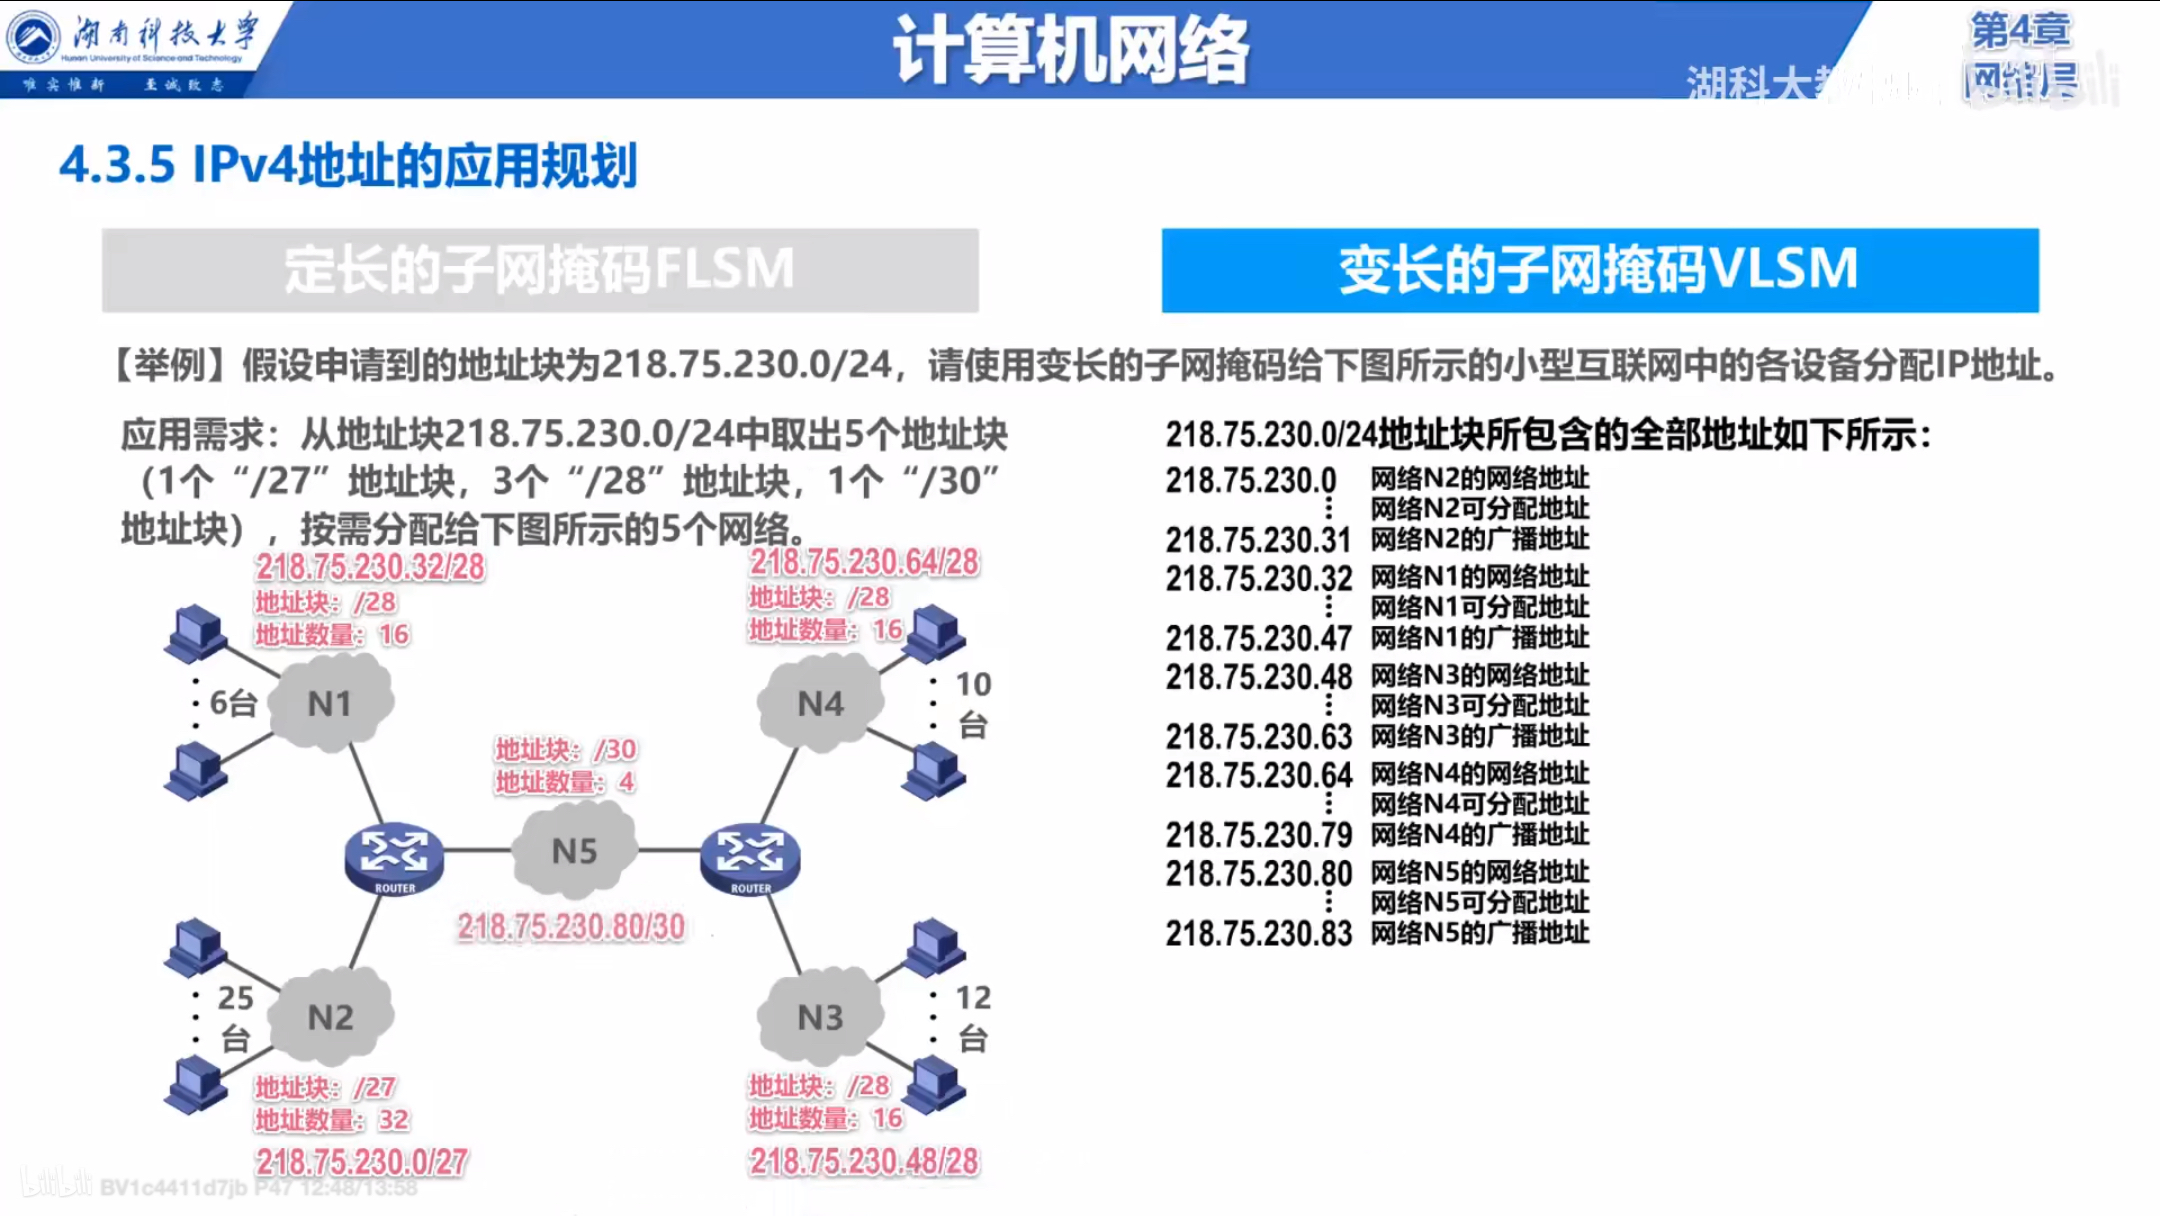 湖南科技大学
Hunan University of Science and Technology
唯实惟新 至诚致志
计算机网络
第4章
网络层
湖科大教
4.3.5 IPv4地址的应用规划
定长的子网掩码FLSM
变长的子网掩码VLSM
【举例】假设申请到的地址块为218.75.230.0/24，请使用变长的子网掩码给下图所示的小型互联网中的各设备分配IP地址。
应用需求：从地址块218.75.230.0/24中取出5个地址块
（1个“/27”地址块，3个“/28”地址块，1个“/30”
地址块），按需分配给下图所示的5个网络。
218.75.230.32/28
地址块：/28
地址数量：16
6台
N1
218.75.230.64/28
地址块：/28
地址数量：16
N4
10
台
地址块：/30
地址数量：4
N5
ROUTER
ROUTER
218.75.230.80/30
25
台
N2
地址块：/27
地址数量：32
218.75.230.0/27
N3
12
台
地址块：/28
地址数量：16
218.75.230.48/28
218.75.230.0/24地址块所包含的全部地址如下所示：
218.75.230.0 网络N2的网络地址
网络N2可分配地址
218.75.230.31 网络N2的广播地址
218.75.230.32 网络N1的网络地址
网络N1可分配地址
218.75.230.47 网络N1的广播地址
218.75.230.48 网络N3的网络地址
网络N3可分配地址
218.75.230.63 网络N3的广播地址
218.75.230.64 网络N4的网络地址
网络N4可分配地址
218.75.230.79 网络N4的广播地址
218.75.230.80 网络N5的网络地址
网络N5可分配地址
218.75.230.83 网络N5的广播地址
bilibili BV1c4411d7jb P47 12:48/13:58